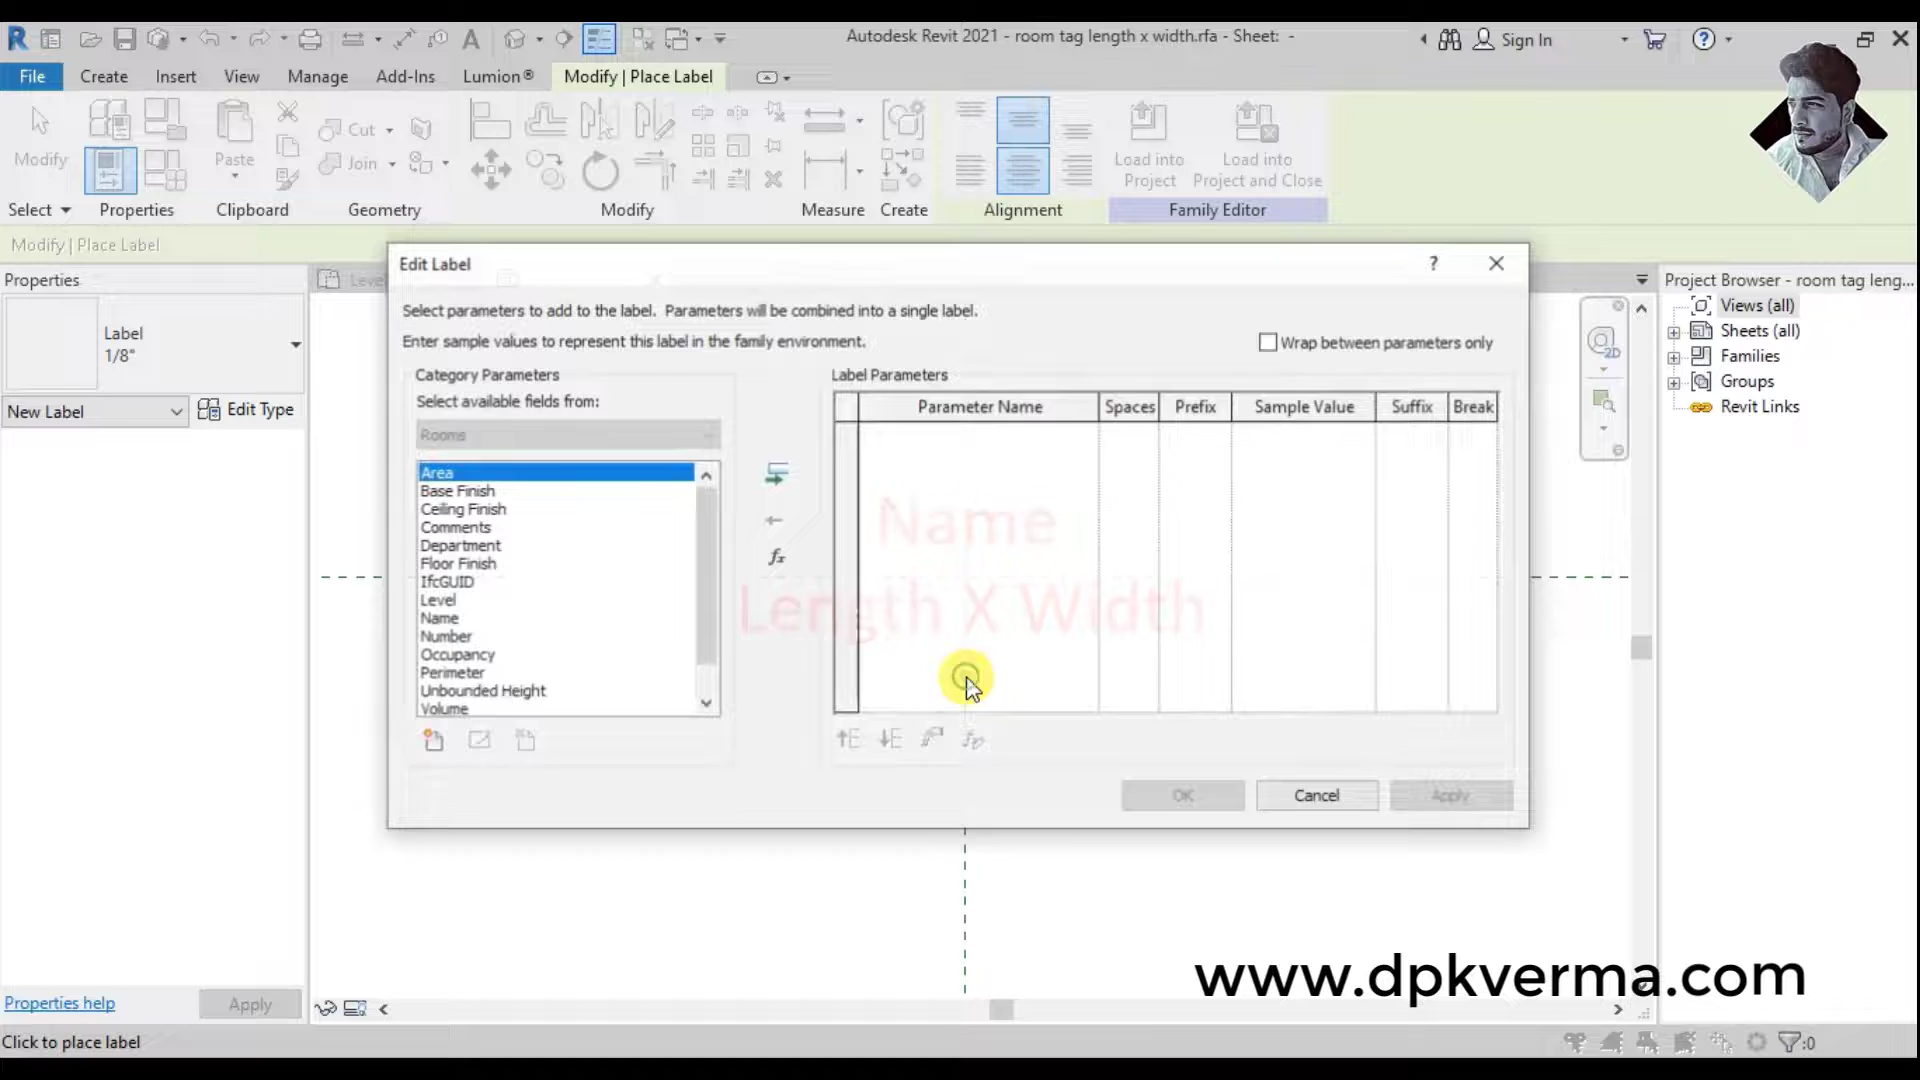 Autodesk Revit 2021 - room tag length x width.rfa - Sheet: -
Sign In
File
Create
Insert
View
Manage
Add-Ins
Lumion®
Modify | Place Label
Modify
Cut
Join
Paste
Load into
Project
Load into
Project and Close
Select
Properties
Clipboard
Geometry
Modify
Measure
Create
Alignment
Family Editor
Modify | Place Label
Properties
Label
1/8"
New Label
Edit Type
Edit Label
Select parameters to add to the label. Parameters will be combined into a single label.
Enter sample values to represent this label in the family environment.
Wrap between parameters only
Category Parameters
Select available fields from:
Rooms
Area
Base Finish
Ceiling Finish
Comments
Department
Floor Finish
IfcGUID
Level
Name
Number
Occupancy
Perimeter
Unbounded Height
Volume
fx
Label Parameters
Parameter Name
Spaces
Prefix
Sample Value
Suffix
Break
Name
Length X Width
OK
Cancel
Apply
Project Browser - room tag leng...
Views (all)
Sheets (all)
Families
Groups
Revit Links
2D
www.dpkverma.com
Properties help
Apply
Click to place label
:0